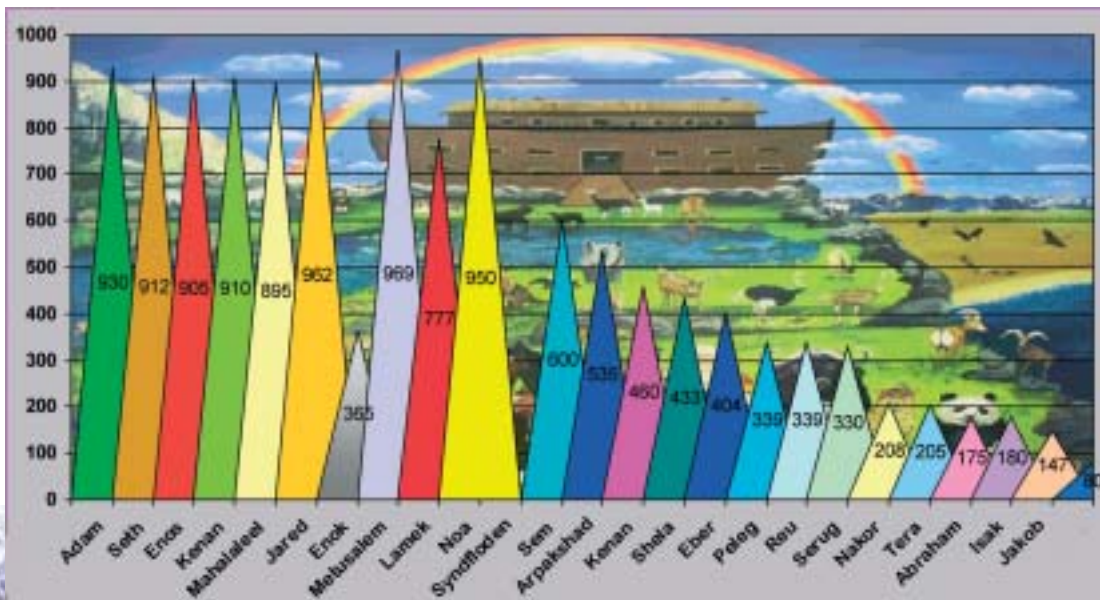 1000
900
800
700
600
500
400
300
200
100
0
930
912
905
910
895
962
365
969
777
950
600
535
460
433
404
339
339
330
208
205
175
180
147
80
Adam
Seth
Enos
Kenan
Mahalaleel
Jared
Enok
Metusalem
Lamek
Noa
Syndfloden
Sem
Arpakshad
Kenan
Shela
Eber
Peleg
Reu
Serug
Nakor
Tera
Abraham
Isak
Jakob